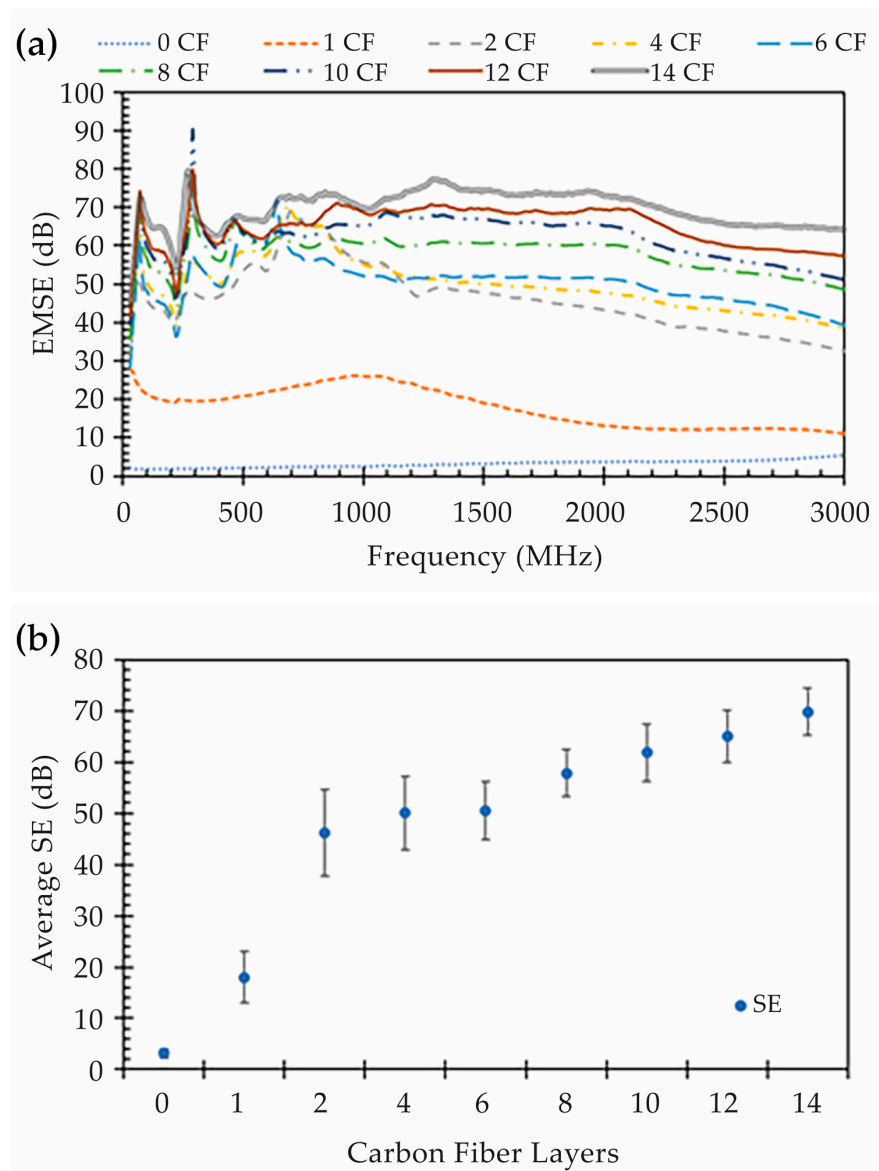 (a)
0 CF 1 CF 2 CF 4 CF 6 CF
8 CF 10 CF 12 CF 14 CF
100
90
80
70
60
50
40
30
20
10
0
EMSE (dB)
0 500 1000 1500 2000 2500 3000
Frequency (MHz)
(b)
80
70
60
50
40
30
20
10
0
Average SE (dB)
SE
0 1 2 4 6 8 10 12 14
Carbon Fiber Layers